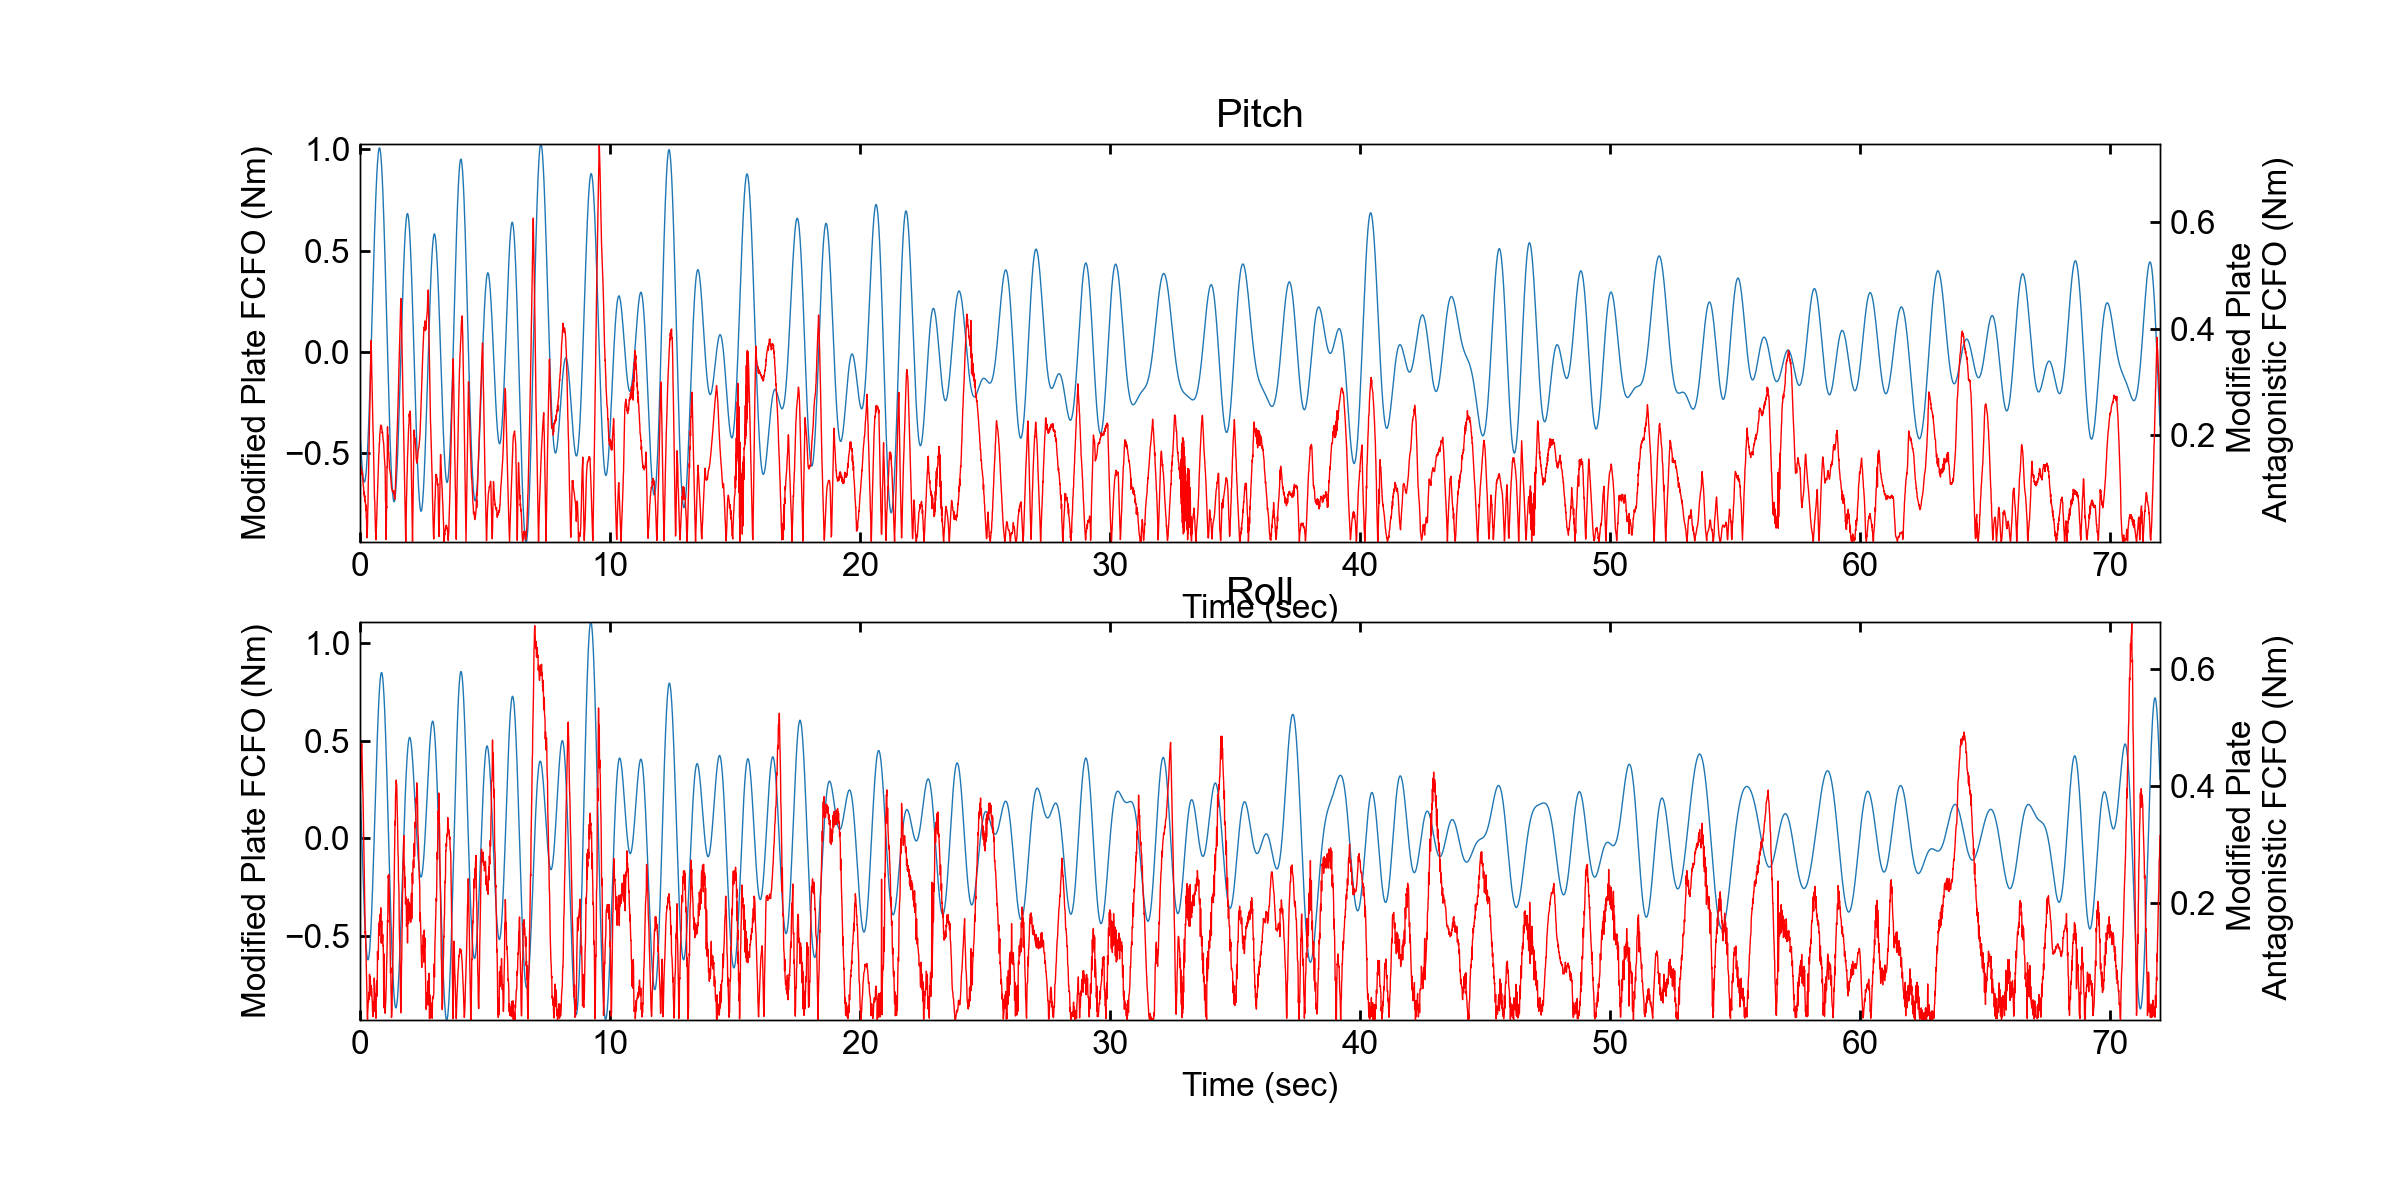 Pitch
Modified Plate FCFO (Nm)
1.0
0.5
0.0
−0.5
0.6
0.4
0.2
Modified Plate
Antagonistic FCFO (Nm)
0 10 20 30 40 50 60 70
Time (sec)
Roll
Modified Plate FCFO (Nm)
1.0
0.5
0.0
−0.5
0.6
0.4
0.2
Modified Plate
Antagonistic FCFO (Nm)
0 10 20 30 40 50 60 70
Time (sec)